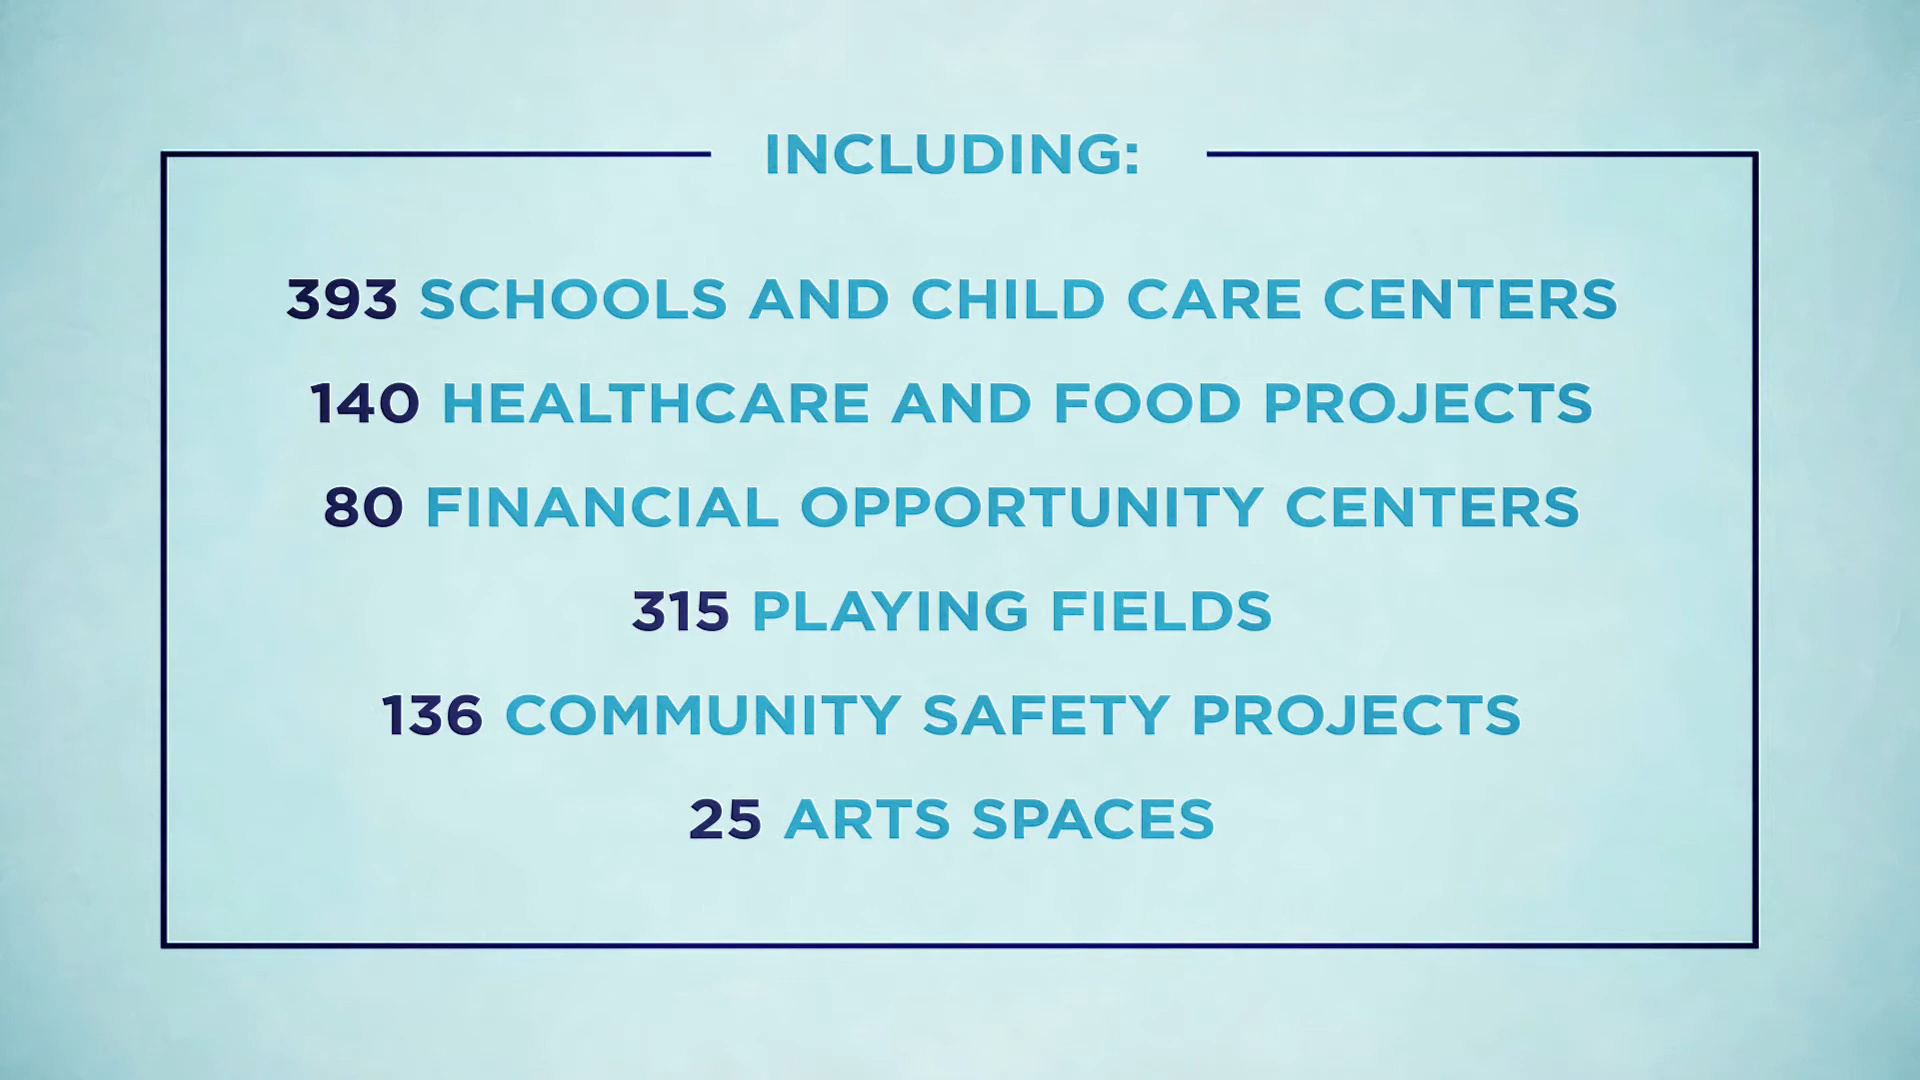 INCLUDING:
393 SCHOOLS AND CHILD CARE CENTERS
140 HEALTHCARE AND FOOD PROJECTS
80 FINANCIAL OPPORTUNITY CENTERS
315 PLAYING FIELDS
136 COMMUNITY SAFETY PROJECTS
25 ARTS SPACES